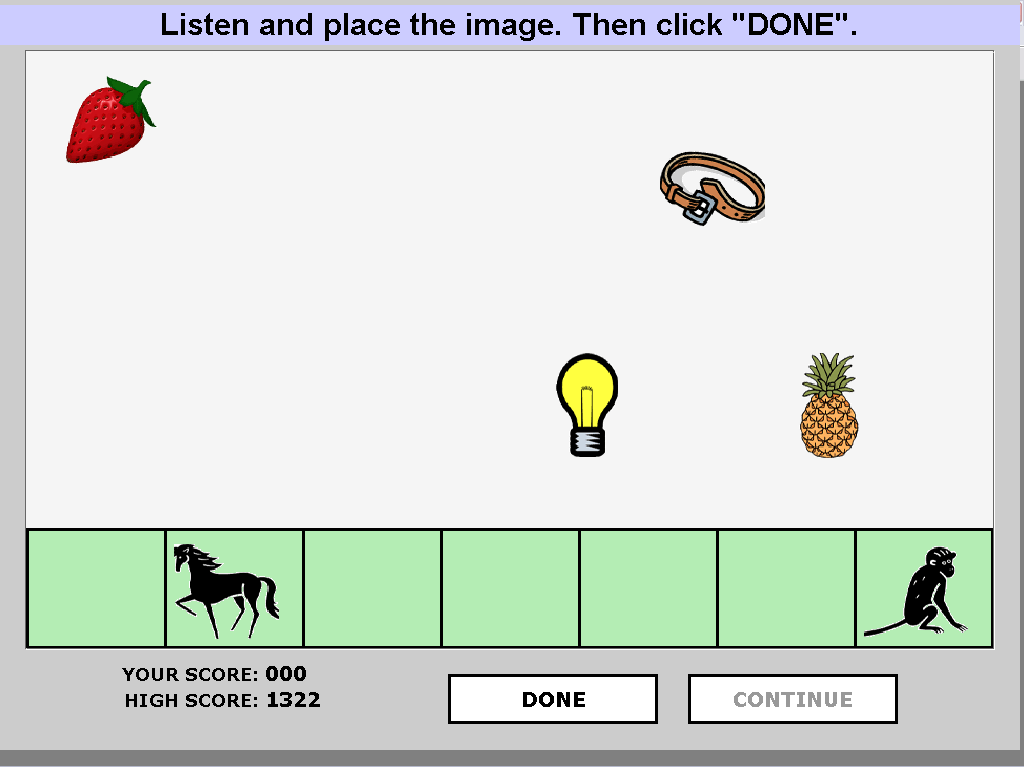 Listen and place the image. Then click "DONE".
YOUR SCORE: 000
HIGH SCORE: 1322
DONE
CONTINUE